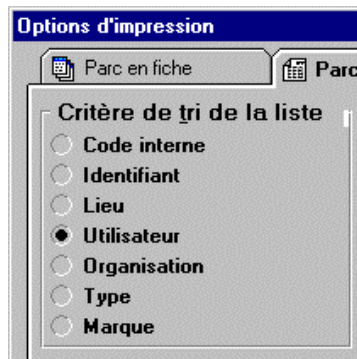 Options d'impression
Parc en fiche
Parc
Critère de tri de la liste
Code interne
Identifiant
Lieu
Utilisateur
Organisation
Type
Marque